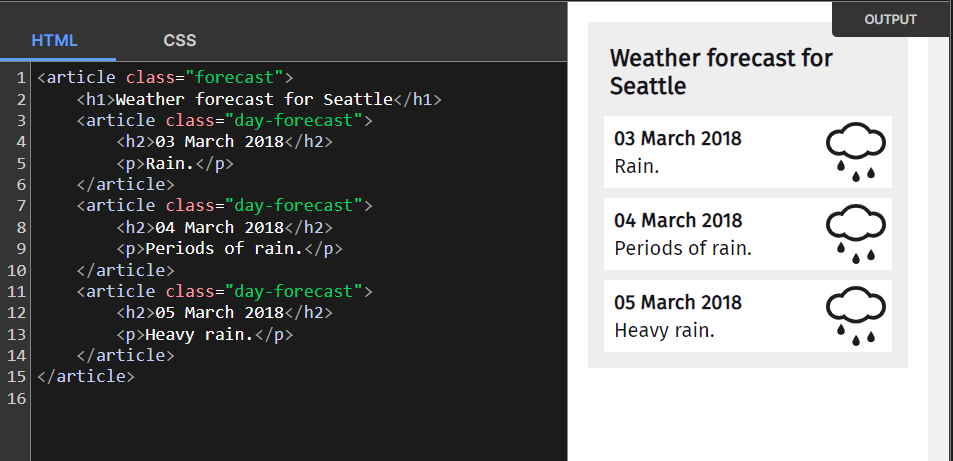 HTML CSS
1 <article class="forecast">
2     <h1>Weather forecast for Seattle</h1>
3     <article class="day-forecast">
4         <h2>03 March 2018</h2>
5         <p>Rain.</p>
6     </article>
7     <article class="day-forecast">
8         <h2>04 March 2018</h2>
9         <p>Periods of rain.</p>
10     </article>
11     <article class="day-forecast">
12         <h2>05 March 2018</h2>
13         <p>Heavy rain.</p>
14     </article>
15 </article>
16
OUTPUT
Weather forecast for
Seattle
03 March 2018
Rain.
04 March 2018
Periods of rain.
05 March 2018
Heavy rain.